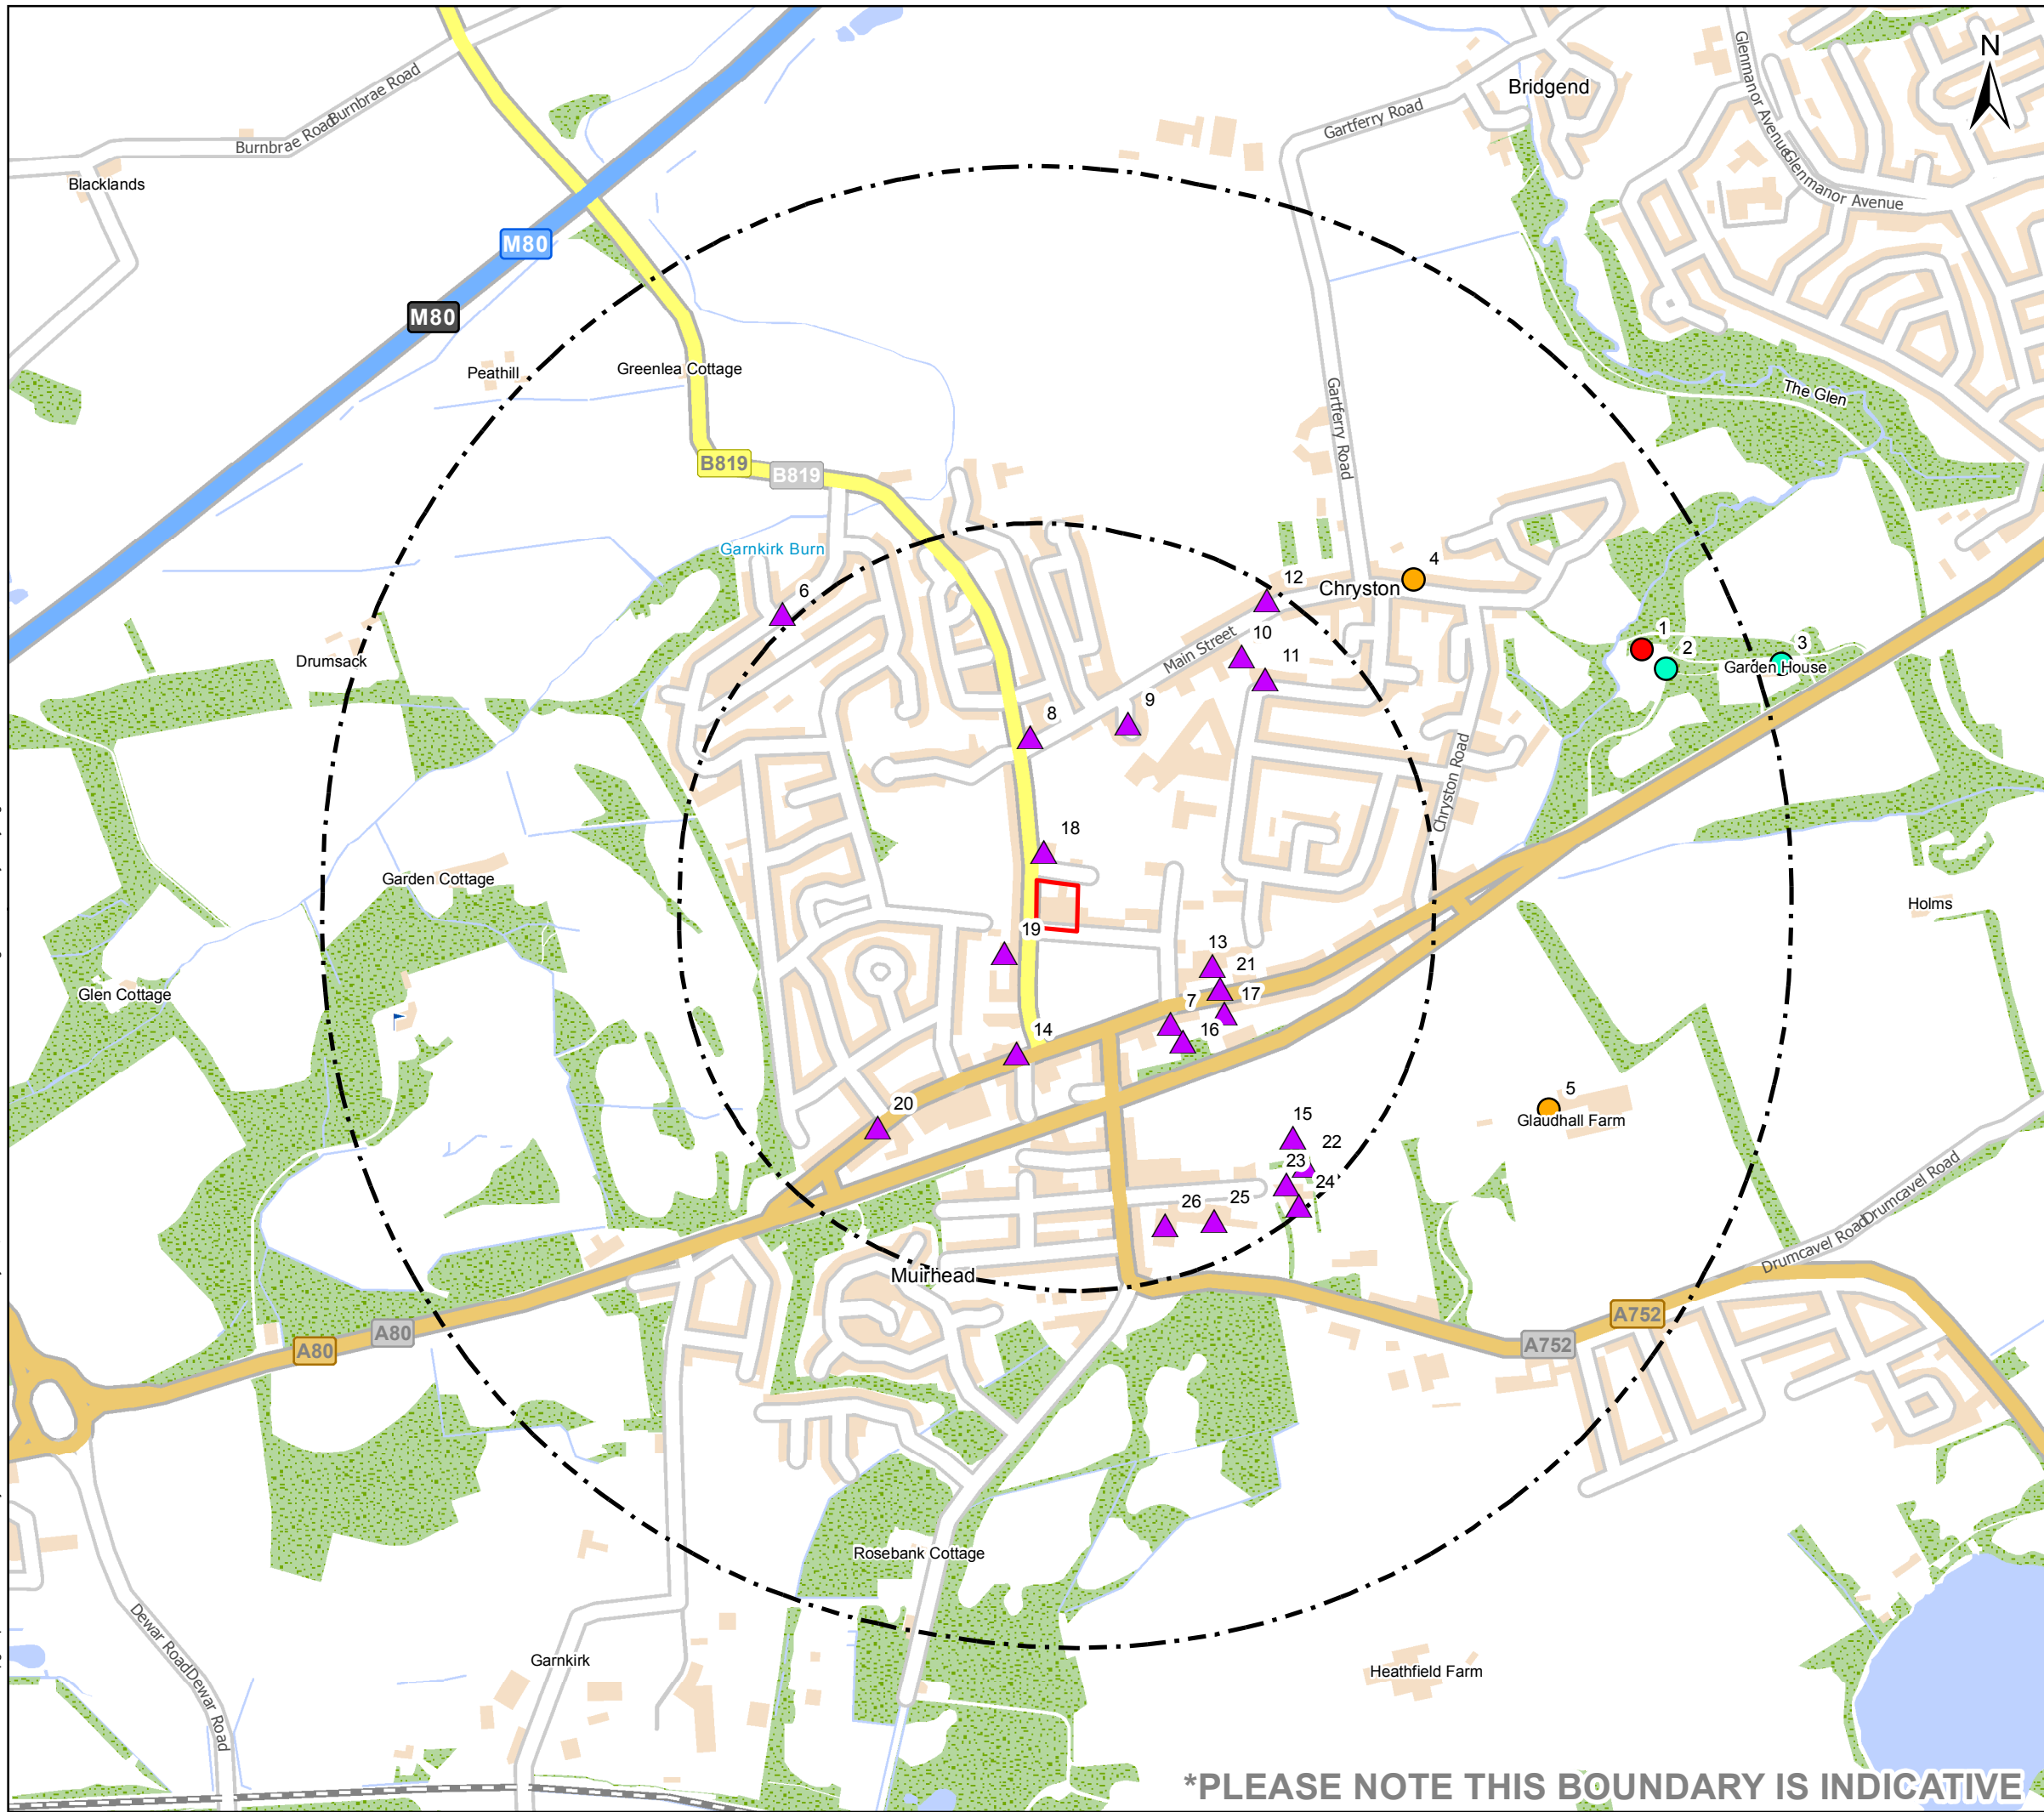 N
Bridgend
Glenmanor Avenue
Glenmanor Avenue
Gartferry Road
Burnbrae Road
Burnbrae Road
Blacklands
M80
M80
Peathill
Greenlea Cottage
Gartferry Road
The Glen
B819
B819
Garnkirk Burn
6
12
Chryston
4
Main Street
10
11
1
2
3
Garden House
Drumsack
8
9
Chryston Road
18
Garden Cottage
Holms
19
13
21
Glen Cottage
7
17
14
16
20
5
Glaudhall Farm
15
22
23
24
26
25
Drumcavel Road
Drumcavel Road
Muirhead
A80
A80
A752
A752
Rosebank Cottage
Dewar Road
Dewar Road
Garnkirk
Heathfield Farm
*PLEASE NOTE THIS BOUNDARY IS INDICATIVE